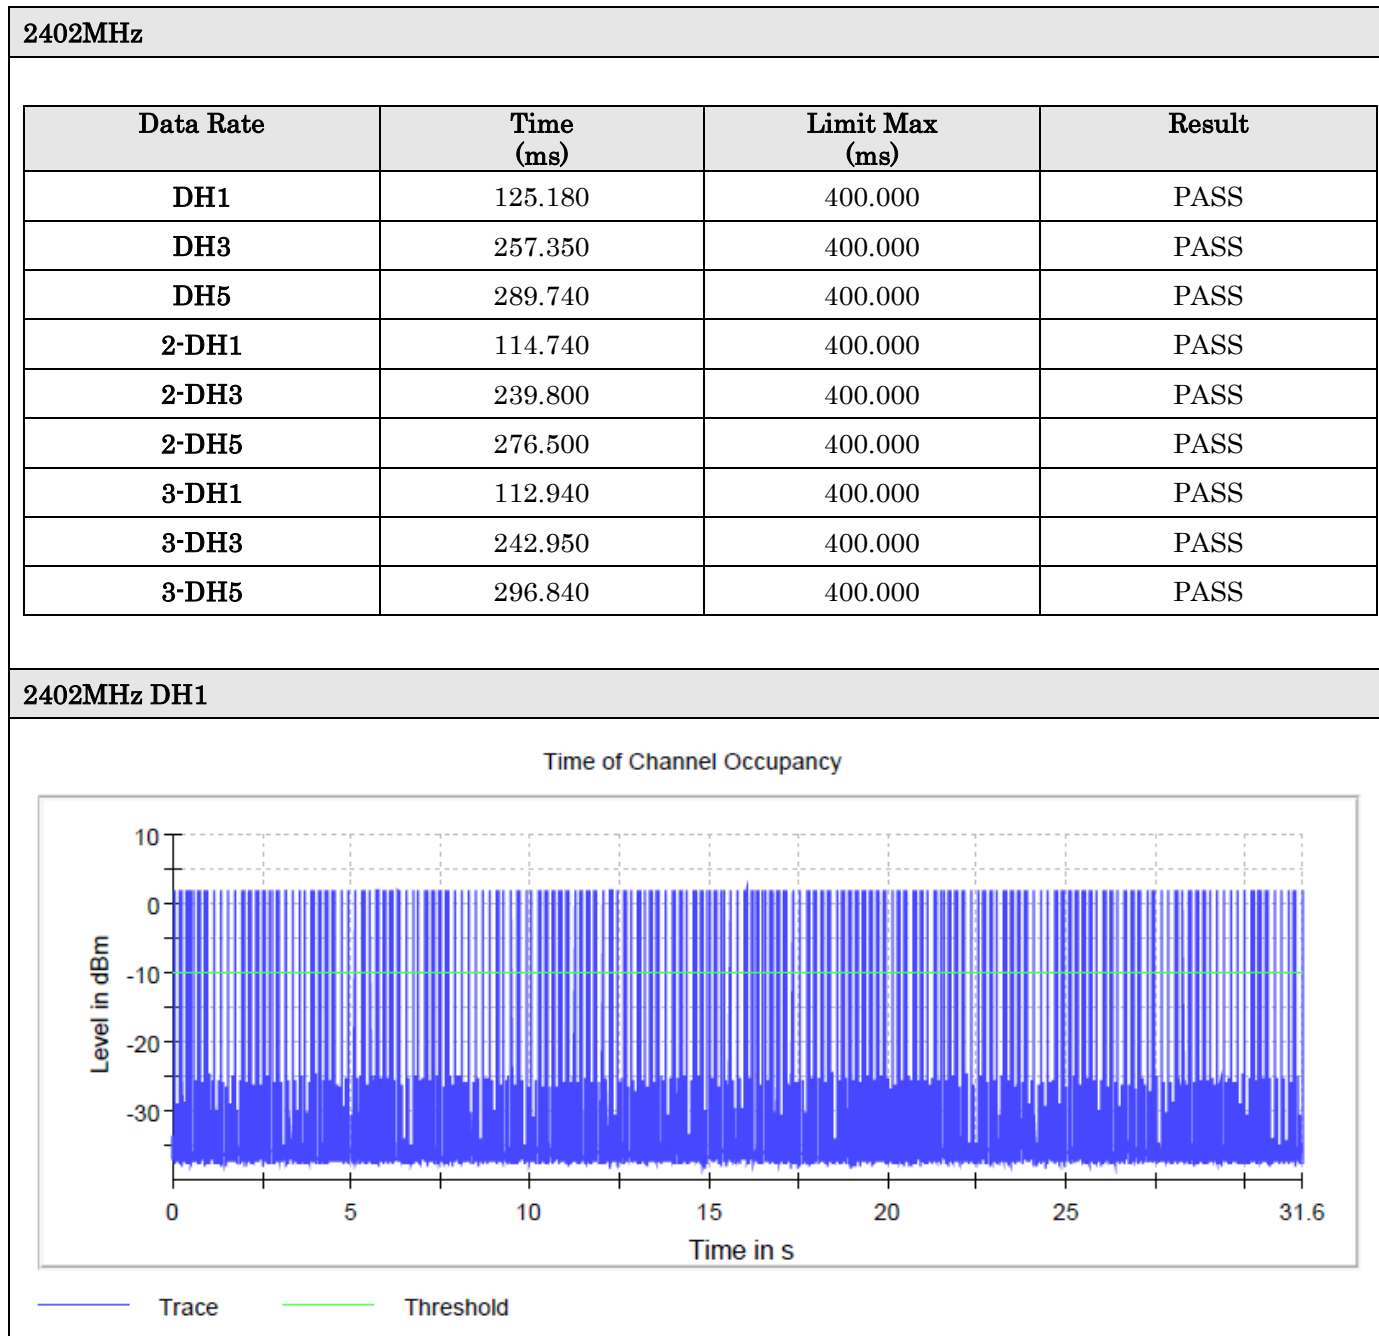 2402MHz
Data Rate Time Limit Max Result
(ms) (ms)
DH1 125.180 400.000 PASS
DH3 257.350 400.000 PASS
DH5 289.740 400.000 PASS
2-DH1 114.740 400.000 PASS
2-DH3 239.800 400.000 PASS
2-DH5 276.500 400.000 PASS
3-DH1 112.940 400.000 PASS
3-DH3 242.950 400.000 PASS
3-DH5 296.840 400.000 PASS
2402MHz DH1
Time of Channel Occupancy
10
0
-10
-20
-30
Level in dBm
0 5 10 15 20 25 31.6
Time in s
Trace Threshold